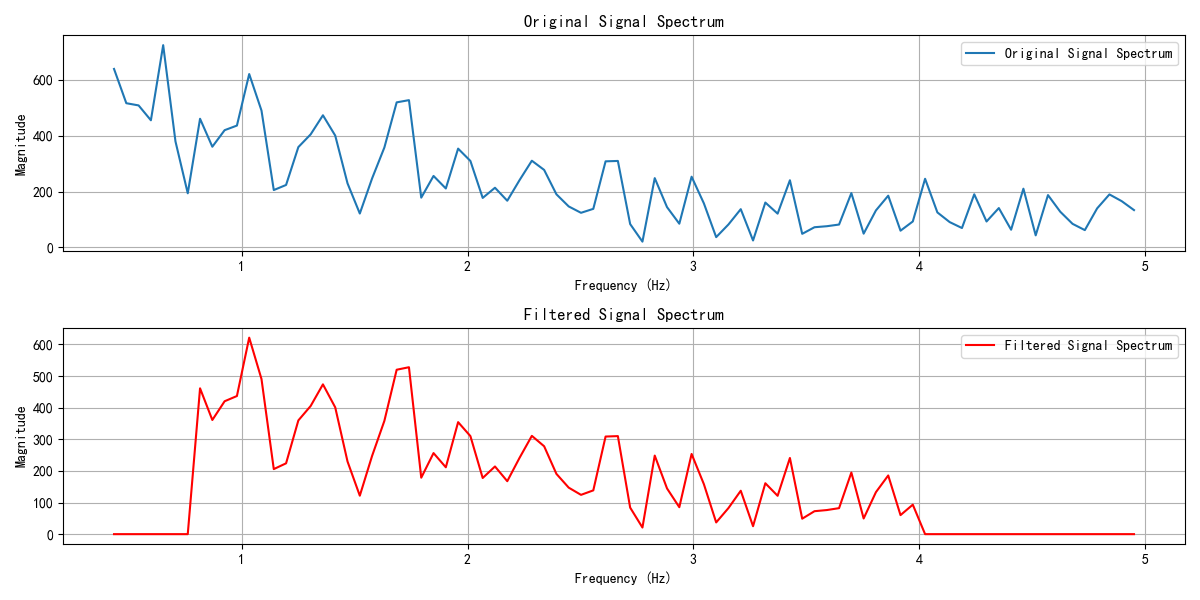 Original Signal Spectrum
Original Signal Spectrum
Magnitude
600
400
200
0
1
2
3
4
5
Frequency (Hz)
Filtered Signal Spectrum
Filtered Signal Spectrum
Magnitude
600
500
400
300
200
100
0
1
2
3
4
5
Frequency (Hz)